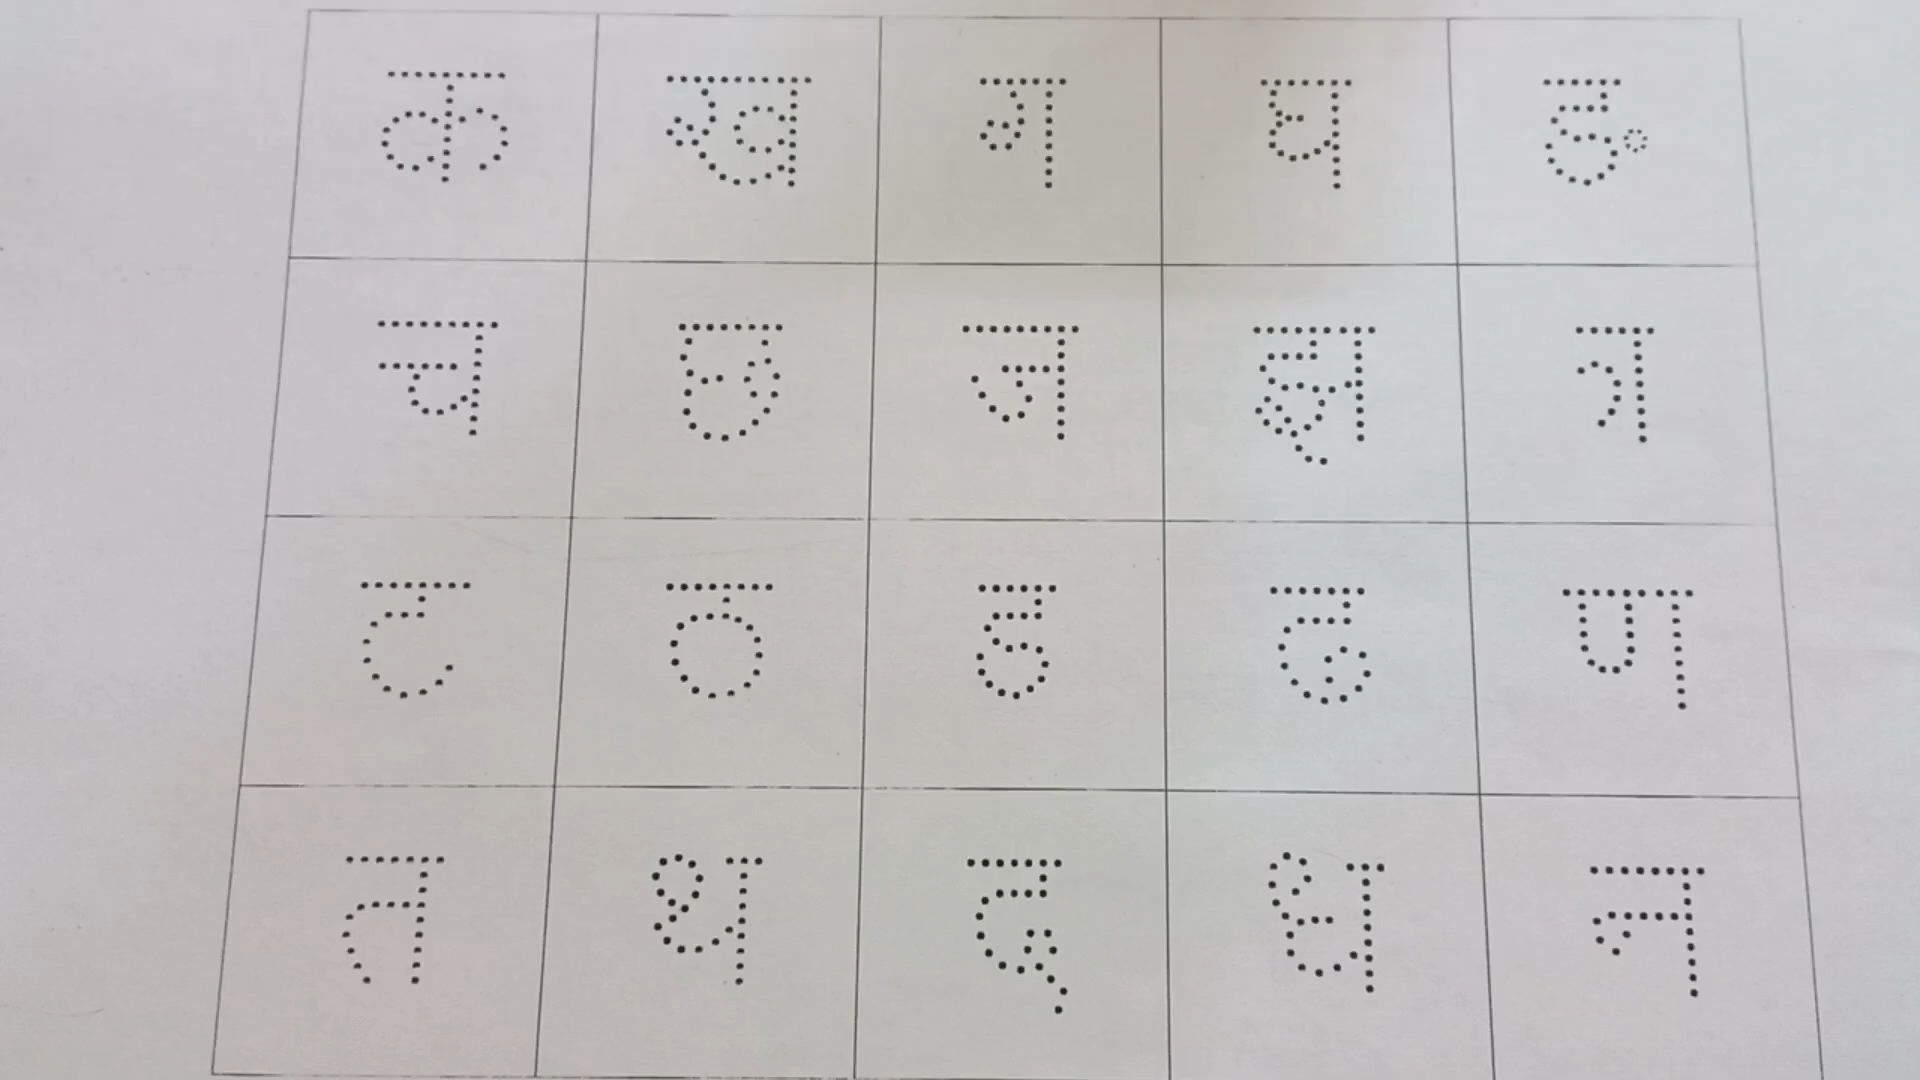 क ख ग घ ङ
च छ ज झ ञ
ट ठ ड ढ ण
त थ द ध न